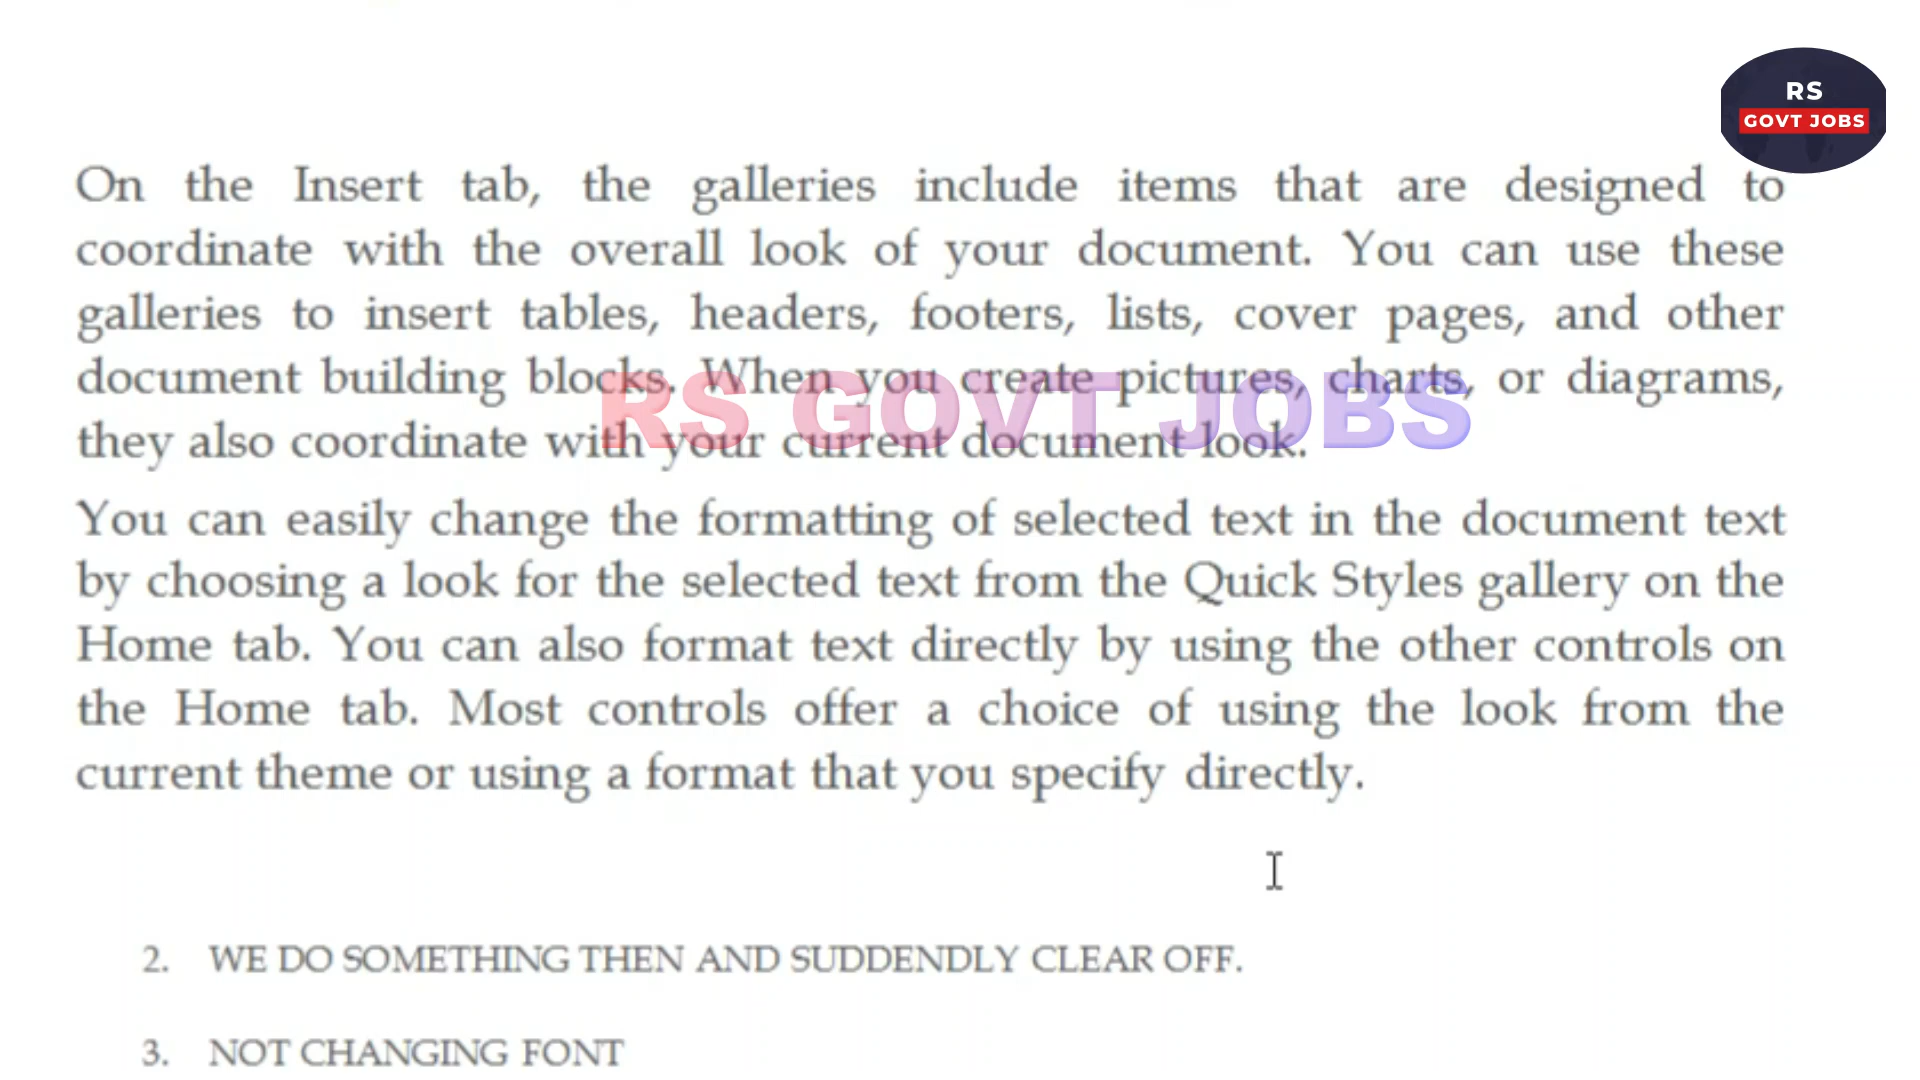 RS
GOVT JOBS
On the Insert tab, the galleries include items that are designed to
coordinate with the overall look of your document. You can use these
galleries to insert tables, headers, footers, lists, cover pages, and other
document building blocks. When you create pictures, charts, or diagrams,
they also coordinate with your current document look.
RS GOVT JOBS
You can easily change the formatting of selected text in the document text
by choosing a look for the selected text from the Quick Styles gallery on the
Home tab. You can also format text directly by using the other controls on
the Home tab. Most controls offer a choice of using the look from the
current theme or using a format that you specify directly.
2. WE DO SOMETHING THEN AND SUDDENDLY CLEAR OFF.
3. NOT CHANGING FONT